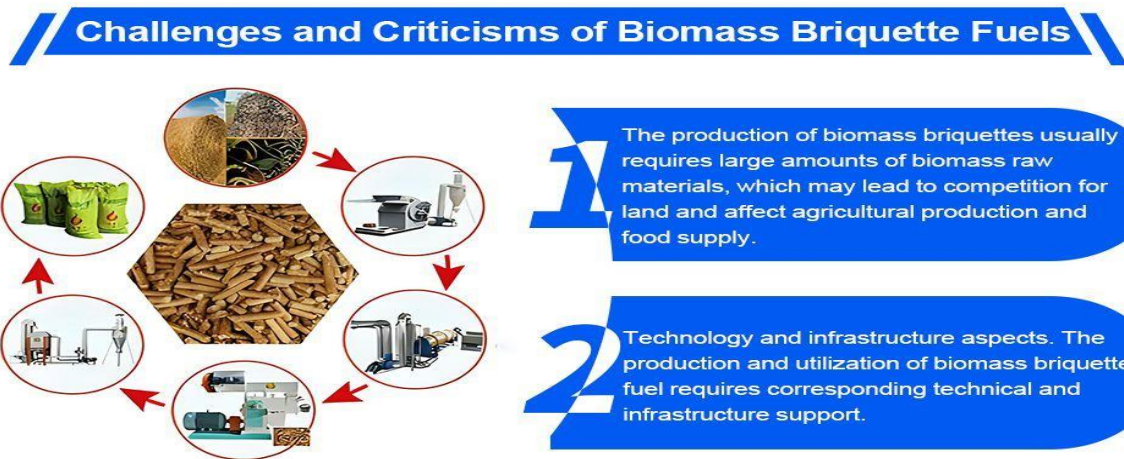 Challenges and Criticisms of Biomass Briquette Fuels
1
The production of biomass briquettes usually
requires large amounts of biomass raw
materials, which may lead to competition for
land and affect agricultural production and
food supply.
2
Technology and infrastructure aspects. The
production and utilization of biomass briquette
fuel requires corresponding technical and
infrastructure support.